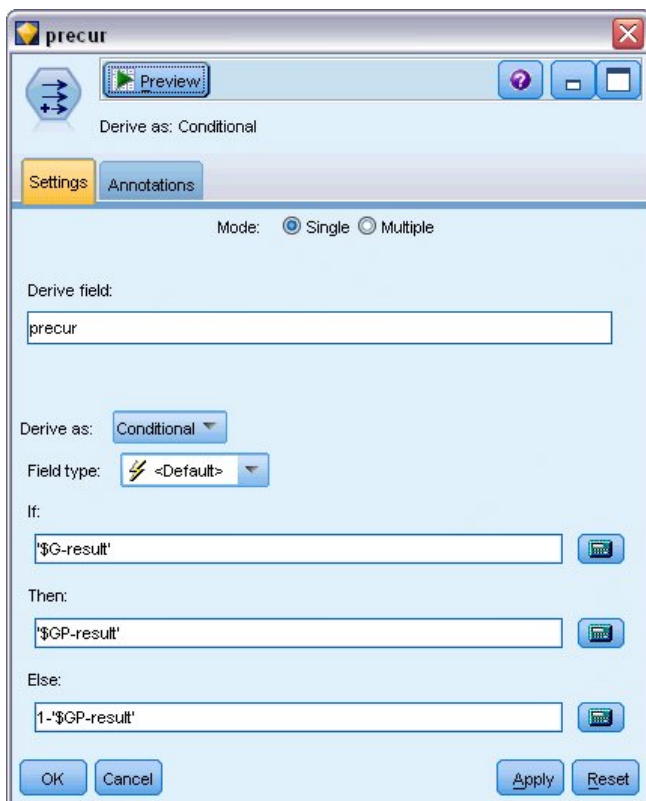 precur
Preview
?
Derive as: Conditional
Settings Annotations
Mode: Single Multiple
Derive field:
precur
Derive as: Conditional
Field type: <Default>
If:
'$G-result'
Then:
'$GP-result'
Else:
1-'$GP-result'
OK Cancel Apply Reset